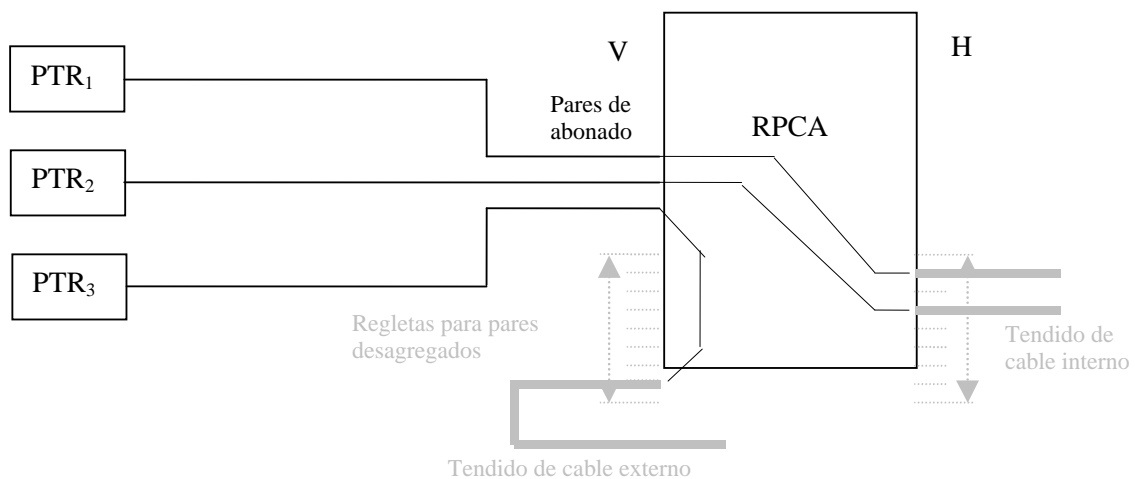 V
H
PTR1
Pares de
abonado
RPCA
PTR2
PTR3
Regletas para pares
desagregados
Tendido de
cable interno
Tendido de cable externo